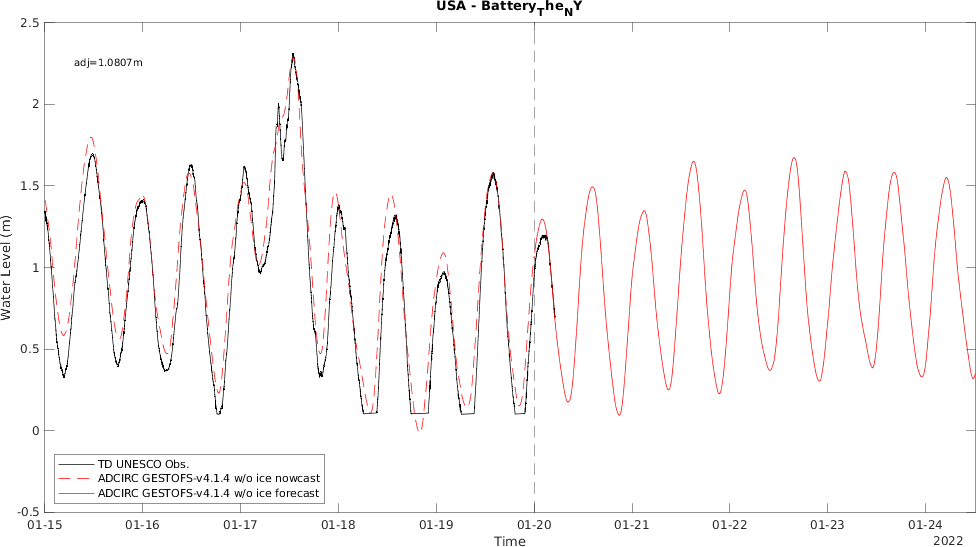 USA - BatteryTheNY
2.5
adj=1.0807m
2
1.5
1
0.5
0
-0.5
Water Level (m)
TD UNESCO Obs.
ADCIRC GESTOFS-v4.1.4 w/o ice nowcast
ADCIRC GESTOFS-v4.1.4 w/o ice forecast
01-15 01-16 01-17 01-18 01-19 01-20 01-21 01-22 01-23 01-24
Time
2022